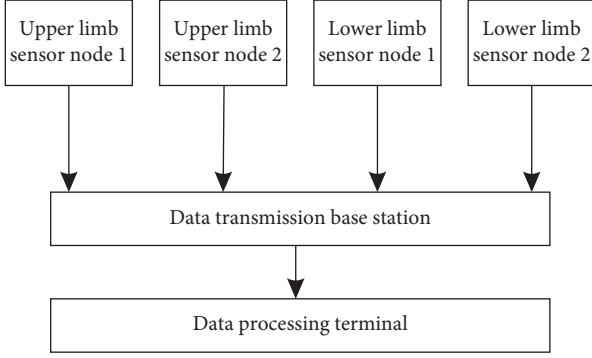 Upper limb
sensor node 1
Upper limb
sensor node 2
Lower limb
sensor node 1
Lower limb
sensor node 2
Data transmission base station
Data processing terminal